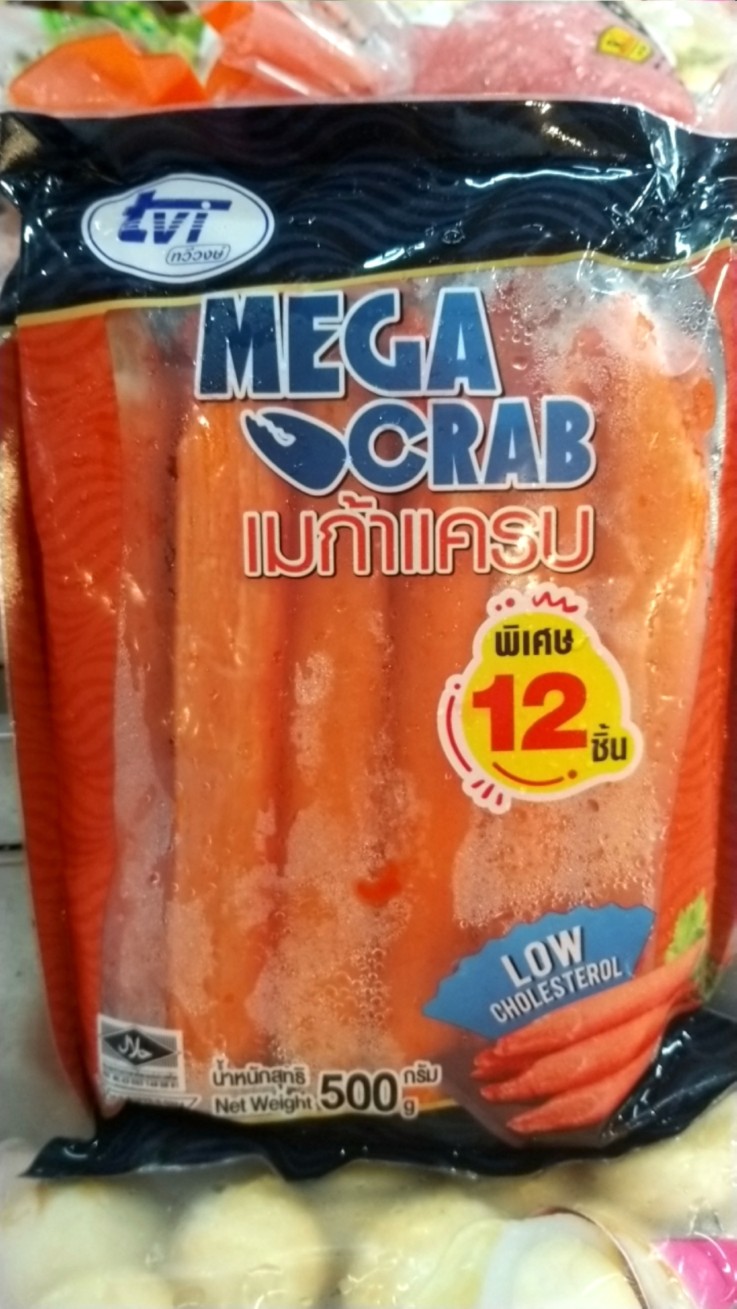 tvi
ทวีวงษ์
MEGA
CRAB
เมก้าแครบ
พิเศษ
12
ชิ้น
LOW
CHOLESTEROL
น้ำหนักสุทธิ 500 กรัม
Net Weight g